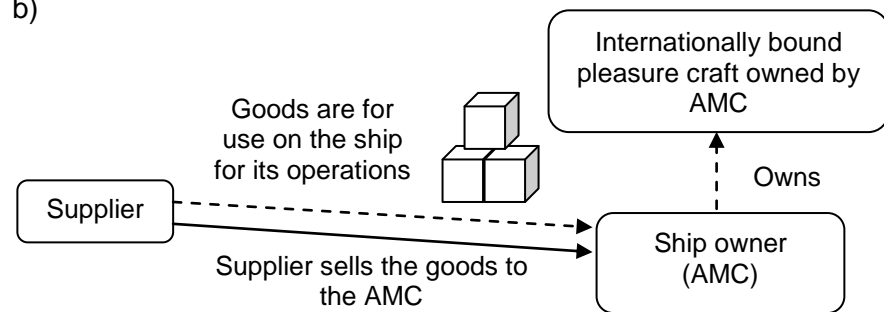 b)
Internationally bound
pleasure craft owned by
AMC
Goods are for
use on the ship
for its operations
Owns
Supplier
Ship owner
(AMC)
Supplier sells the goods to
the AMC